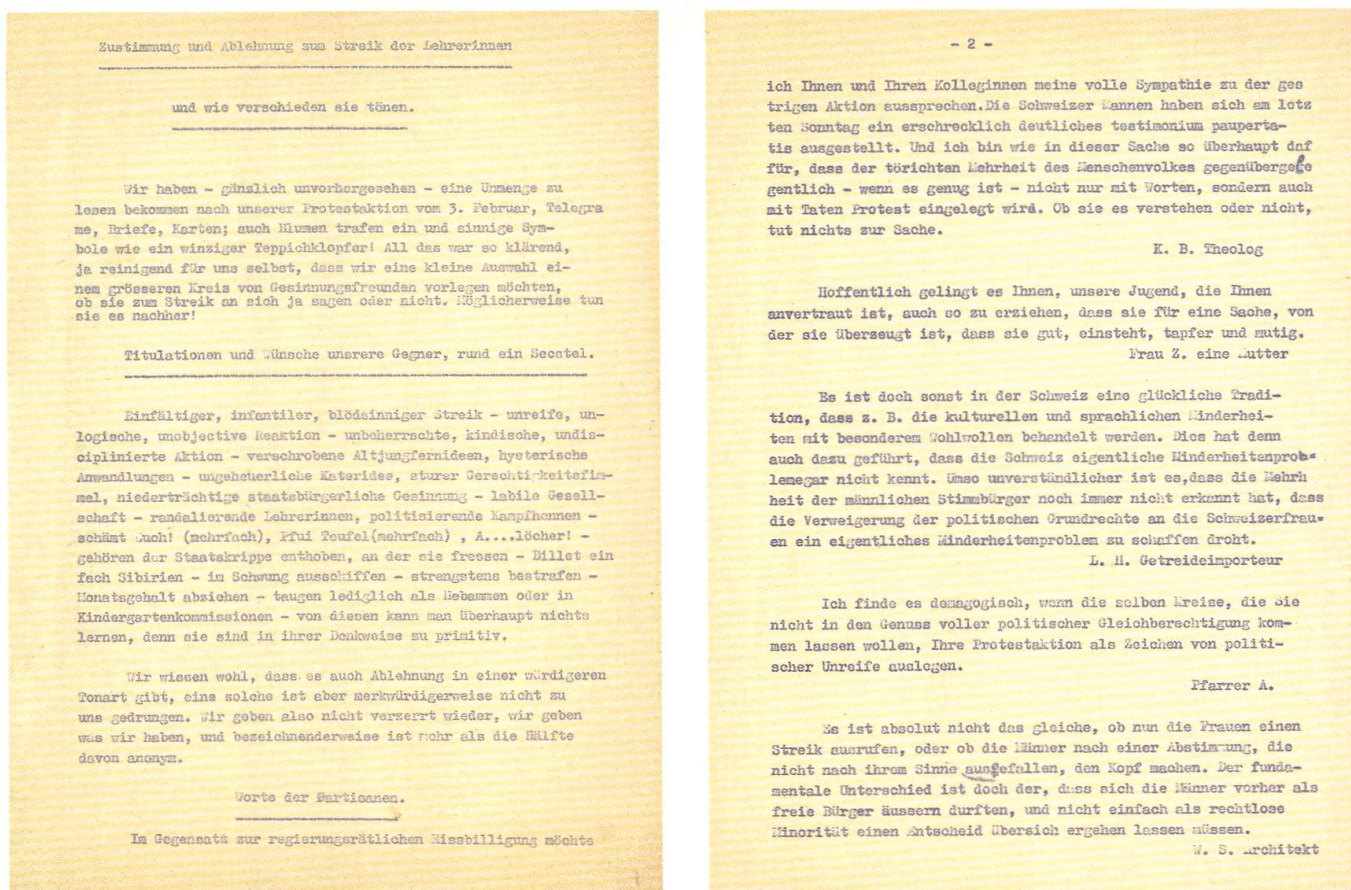 Zustimmung und Ablehnung zum Streik der Lehrerinnen
und wie verschieden sie tönen.
Wir haben - gänzlich unvorhergesehen - eine Unmenge zu
lesen bekommen nach unserer Protestaktion vom 3. Februar, Telegra
me, Briefe, Karten; auch Blumen trafen ein und sinnige Sym-
bole wie ein winziger Teppichklopfer! All das war so klärend,
ja reinigend für uns selbst, dass wir eine kleine Auswahl ei-
nem grösseren Kreis von Gesinnungsfreunden vorlegen möchten,
ob sie zum Streik an sich ja sagen oder nicht. Möglicherweise tun
sie es nachher!
Titulationen und Wünsche unsrere Gegner, rund ein Sechstel.
Einfältiger, infantiler, blödsinniger Streik - unreife, un-
logische, unobjective Reaktion - unbeherrschte, kindische, undis-
ciplinierte Aktion - verschrobene Altjungfernideen, hysterische
Anwandlungen - ungeheuerliche Kateridee, sturer Gerechtigkeitsfim-
mel, niederträchtige staatsbürgerliche Gesinnung - labile Gesell-
schaft - randalierende Lehrerinnen, politisierende Kampfhennen -
schämt Euch! (mehrfach), Pfui Teufel(mehrfach) , A....löcher! -
gehören der Staatskrippe enthoben, an der sie fressen - Billet ein
fach Sibirien - im Schwung ausschiffen - strengstens bestrafen -
Monatsgehalt abziehen - taugen lediglich als Hebammen oder in
Kindergartenkommissionen - von diesen kann man überhaupt nichts
lernen, denn sie sind in ihrer Denkweise zu primitiv.
Wir wissen wohl, dass es auch Ablehnung in einer würdigeren
Tonart gibt, eine solche ist aber merkwürdigerweise nicht zu
uns gedrungen. Wir geben also nicht verzerrt wieder, wir geben
was wir haben, und bezeichnenderweise ist mehr als die Hälfte
davon anonym.
Worte der Partisanen.
Im Gegensatz zur regierungsrätlichen Missbilligung möchte
- 2 -
ich Ihnen und Ihren Kolleginnen meine volle Sympathie zu der ges
trigen Aktion aussprechen.Die Schweizer Mannen haben sich am letz
ten Sonntag ein erschrecklich deutliches testimonium pauperta-
tis ausgestellt. Und ich bin wie in dieser Sache so überhaupt daf
für, dass der törichten Mehrheit des Menschenvolkes gegenübergele
gentlich - wenn es genug ist - nicht nur mit Worten, sondern auch
mit Taten Protest eingelegt wird. Ob sie es verstehen oder nicht,
tut nichts zur Sache.
K. B. Theolog
Hoffentlich gelingt es Ihnen, unsere Jugend, die Ihnen
anvertraut ist, auch so zu erziehen, dass sie für eine Sache, von
der sie überzeugt ist, dass sie gut, einsteht, tapfer und mutig.
Frau Z. eine Mutter
Es ist doch sonst in der Schweiz eine glückliche Tradi-
tion, dass z. B. die kulturellen und sprachlichen Minderhei-
ten mit besonderem Wohlwollen behandelt werden. Dies hat denn
auch dazu geführt, dass die Schweiz eigentliche Minderheitenprob-
lemegar nicht kennt. Umso unverständlicher ist es,dass die Mehrh
heit der männlichen Stimmbürger noch immer nicht erkannt hat, dass
die Verweigerung der politischen Grundrechte an die Schweizerfrau-
en ein eigentliches Minderheitenproblem zu schaffen droht.
L. H. Getreideimporteur
Ich finde es demagogisch, wenn die selben Kreise, die Sie
nicht in den Genuss voller politischer Gleichberechtigung kom-
men lassen wollen, Ihre Protestaktion als Zeichen von politi-
scher Unreife auslegen.
Pfarrer A.
Es ist absolut nicht das gleiche, ob nun die Frauen einen
Streik ausrufen, oder ob die Männer nach einer Abstimmung, die
nicht nach ihrem Sinne ausgefallen, den Kopf machen. Der funda-
mentale Unterschied ist doch der, dass sich die Männer vorher als
freie Bürger äussern durften, und nicht einfach als rechtlose
Minorität einen Entscheid übersich ergehen lassen müssen.
W. S. Architekt